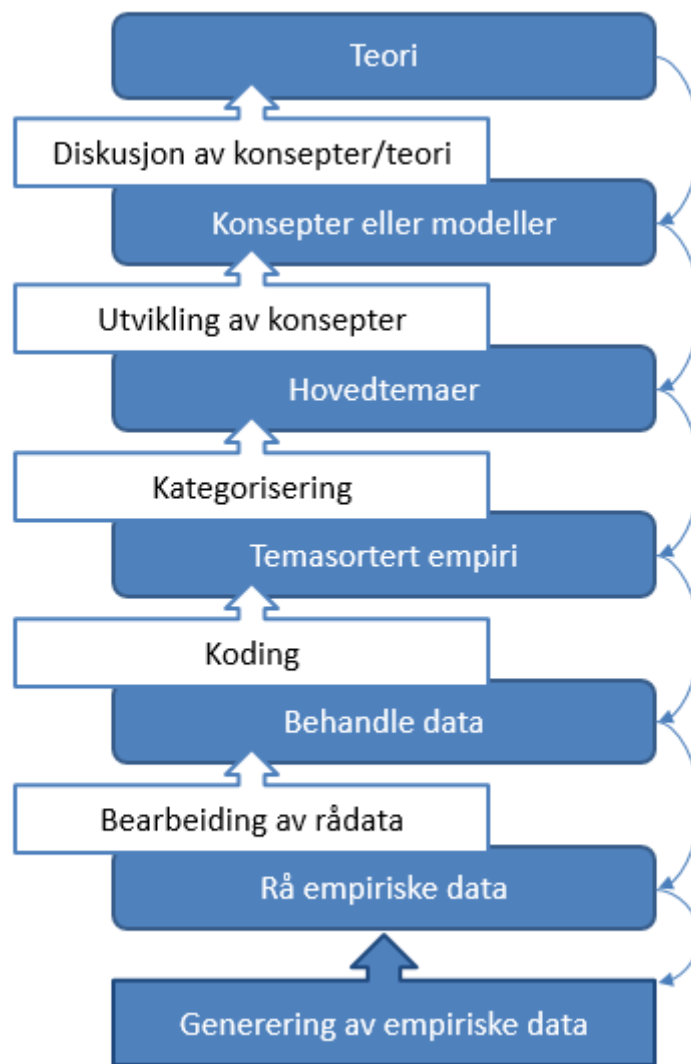 Teori
Diskusjon av konsepter/teori
Konsepter eller modeller
Utvikling av konsepter
Hovedtemaer
Kategorisering
Temasortert empiri
Koding
Behandle data
Bearbeiding av rådata
Rå empiriske data
Generering av empiriske data